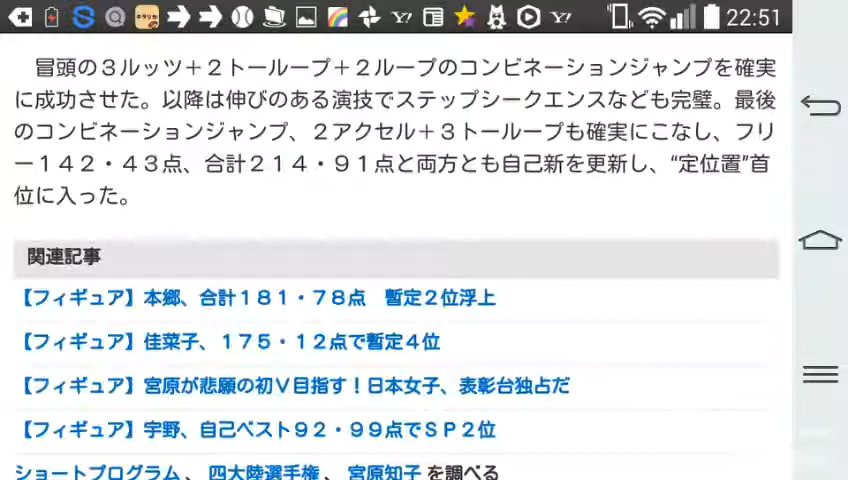 22:51
冒頭の３ルッツ＋２トーループ＋２ループのコンビネーションジャンプを確実
に成功させた。以降は伸びのある演技でステップシークエンスなども完璧。最後
のコンビネーションジャンプ、２アクセル＋３トーループも確実にこなし、フリ
ー１４２・４３点、合計２１４・９１点と両方とも自己新を更新し、“定位置”首
位に入った。
関連記事
【フィギュア】本郷、合計１８１・７８点　暫定２位浮上
【フィギュア】佳菜子、１７５・１２点で暫定４位
【フィギュア】宮原が悲願の初Ｖ目指す！日本女子、表彰台独占だ
【フィギュア】宇野、自己ベスト９２・９９点でＳＰ２位
ショートプログラム 、 四大陸選手権 、 宮原知子 を調べる